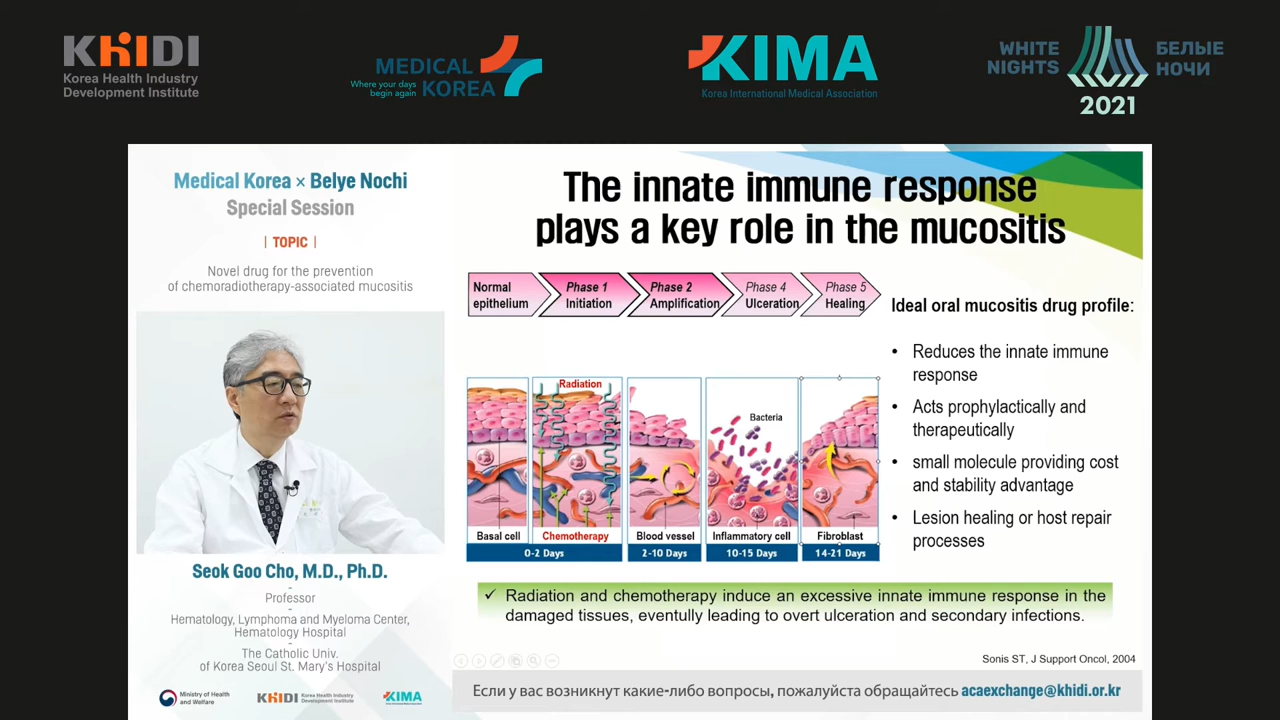 KHIDI
Korea Health Industry
Development Institute
MEDICAL
KOREA
Where your days
begin again
KIMA
Korea International Medical Association
WHITE
NIGHTS
БЕЛЫЕ
НОЧИ
2021
Medical Korea × Belye Nochi
Special Session
| TOPIC |
Novel drug for the prevention
of chemoradiotherapy-associated mucositis
Seok Goo Cho, M.D., Ph.D.
Professor
Hematology, Lymphoma and Myeloma Center,
Hematology Hospital
The Catholic Univ.
of Korea Seoul St. Mary's Hospital
Ministry of Health
and Welfare
KHIDI
Korea Health Industry
Development Institute
KIMA
The innate immune response
plays a key role in the mucositis
Normal
epithelium
Phase 1
Initiation
Phase 2
Amplification
Phase 4
Ulceration
Phase 5
Healing
Radiation
Bacteria
Basal cell
Chemotherapy
Blood vessel
Inflammatory cell
Fibroblast
0-2 Days
2-10 Days
10-15 Days
14-21 Days
Ideal oral mucositis drug profile:
• Reduces the innate immune
response
• Acts prophylactically and
therapeutically
• small molecule providing cost
and stability advantage
• Lesion healing or host repair
processes
✓ Radiation and chemotherapy induce an excessive innate immune response in the
damaged tissues, eventully leading to overt ulceration and secondary infections.
Sonis ST, J Support Oncol, 2004
Если у вас возникнут какие-либо вопросы, пожалуйста обращайтесь acaexchange@khidi.or.kr